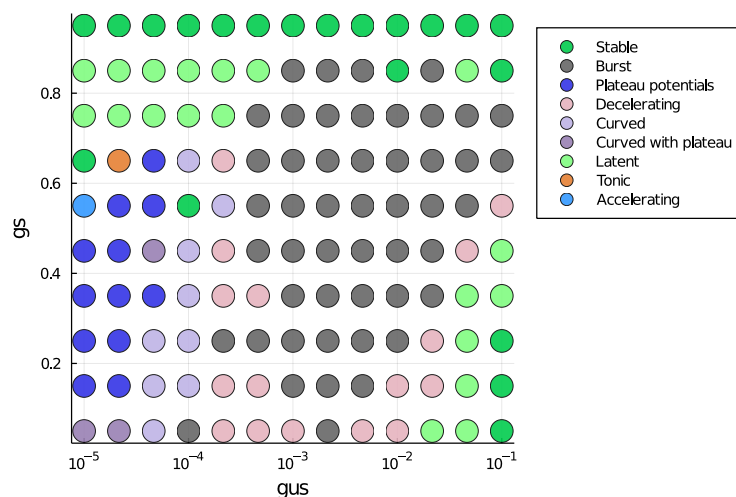 Stable
Burst
Plateau potentials
Decelerating
Curved
Curved with plateau
Latent
Tonic
Accelerating
0.8
0.6
0.4
0.2
gs
10⁻⁵ 10⁻⁴ 10⁻³ 10⁻² 10⁻¹
gus